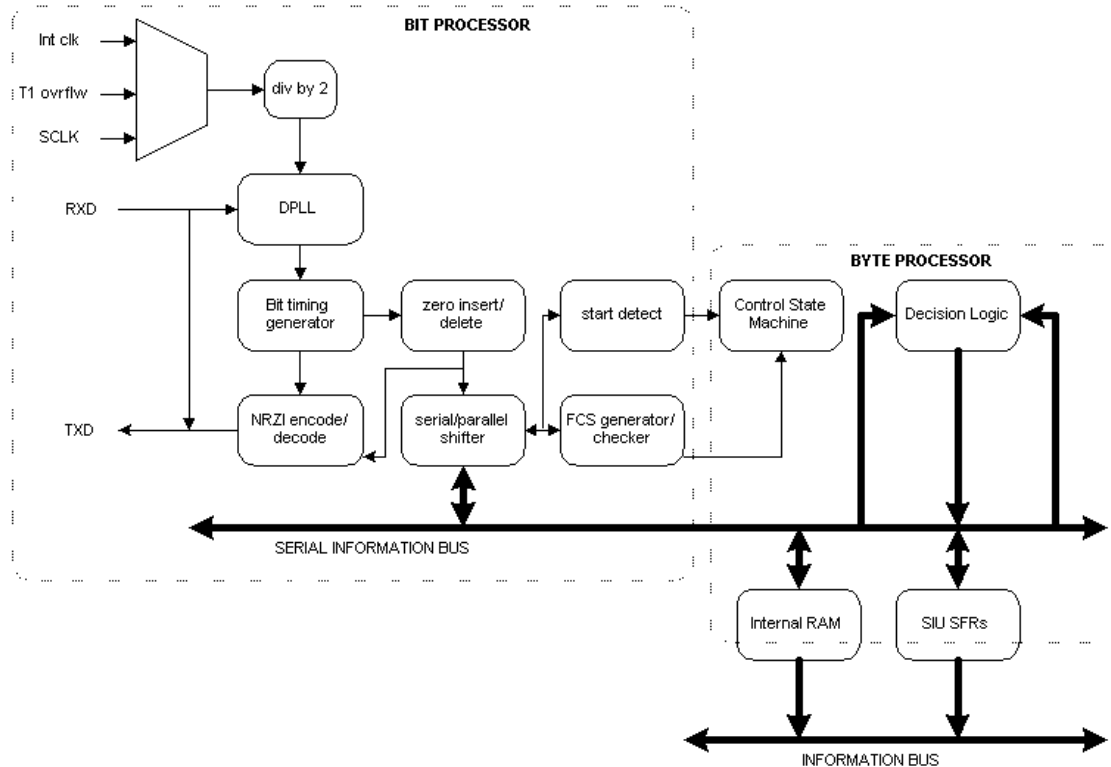 BIT PROCESSOR
Int clk
T1 ovrflw
SCLK
div by 2
RXD
DPLL
BYTE PROCESSOR
Bit timing
generator
zero insert/
delete
start detect
Control State
Machine
Decision Logic
TXD
NRZI encode/
decode
serial/parallel
shifter
FCS generator/
checker
SERIAL INFORMATION BUS
Internal RAM
SIU SFRs
INFORMATION BUS